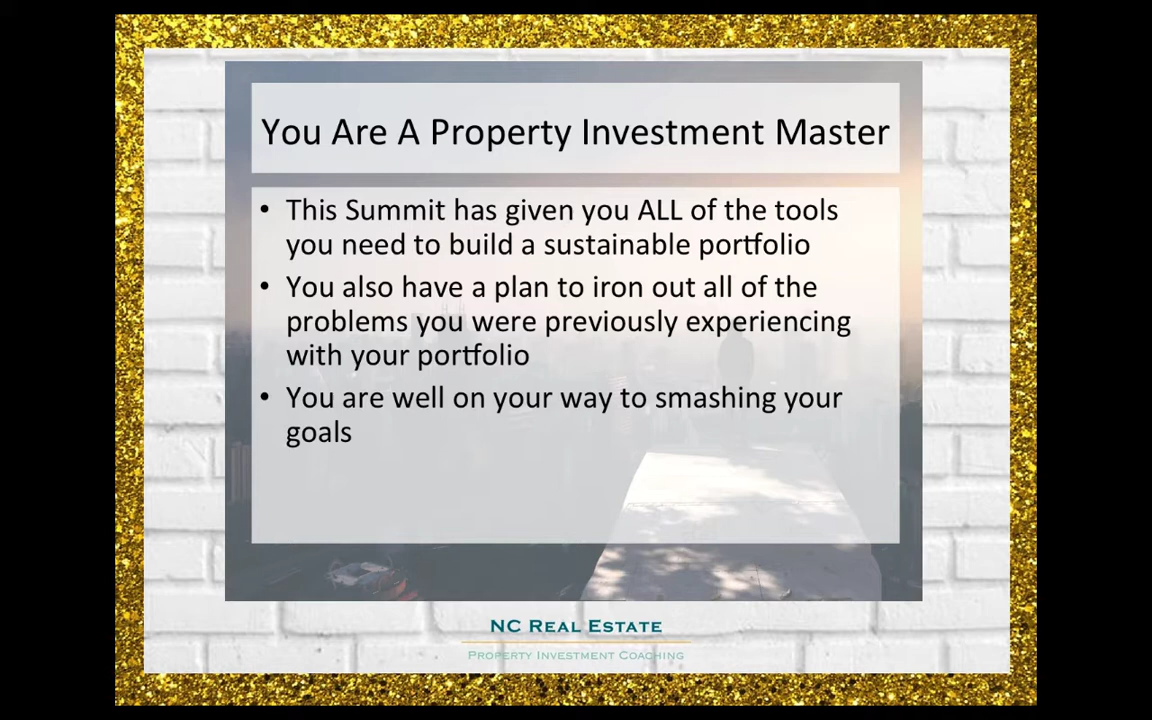 You Are A Property Investment Master
• This Summit has given you ALL of the tools
you need to build a sustainable portfolio
• You also have a plan to iron out all of the
problems you were previously experiencing
with your portfolio
• You are well on your way to smashing your
goals
NC REAL ESTATE
PROPERTY INVESTMENT COACHING